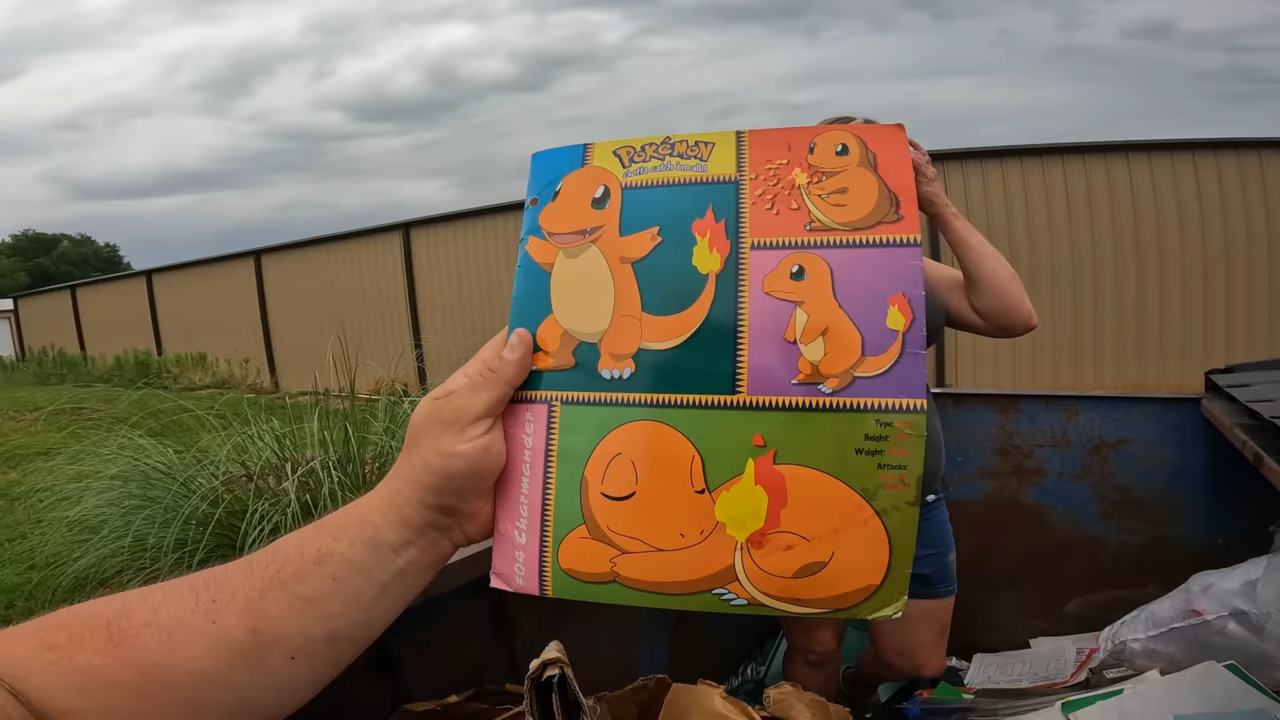 Pokémon
Gotta catch 'em all!
Type:
Height:
Weight:
Attacks:
#04 Charmander